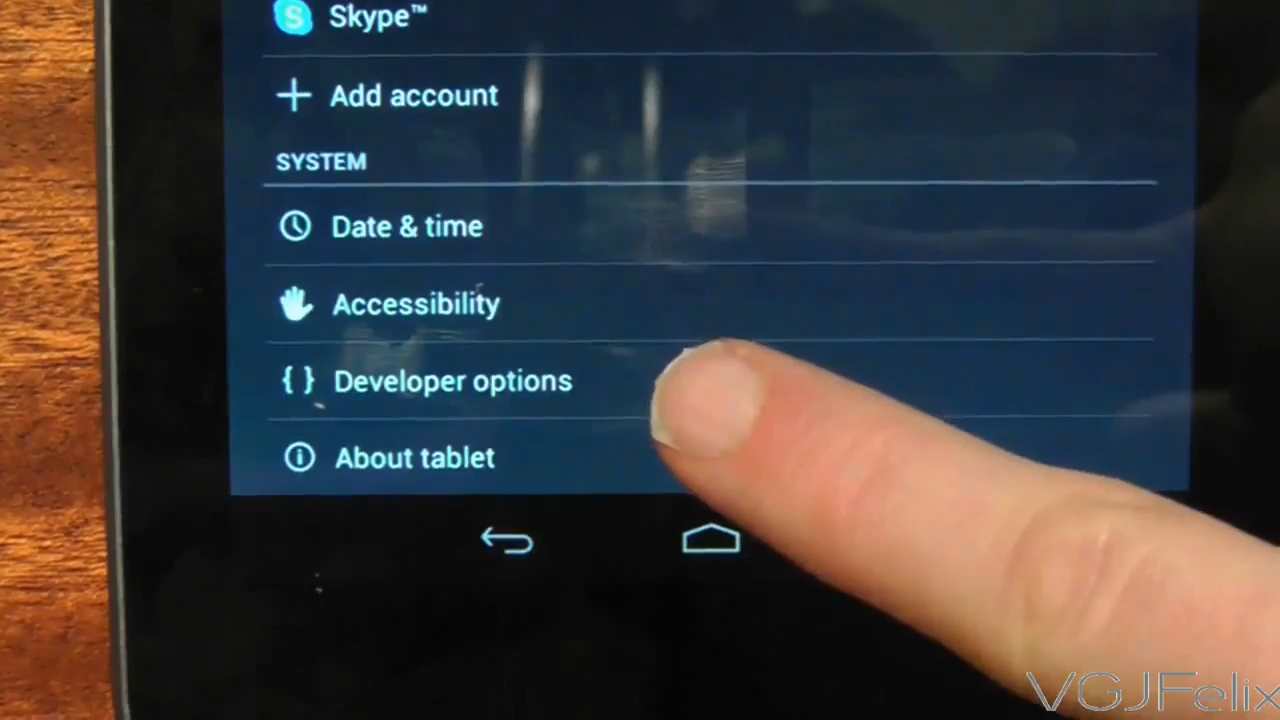 Skype™
Add account
SYSTEM
Date & time
Accessibility
{ } Developer options
About tablet
VGJFelix